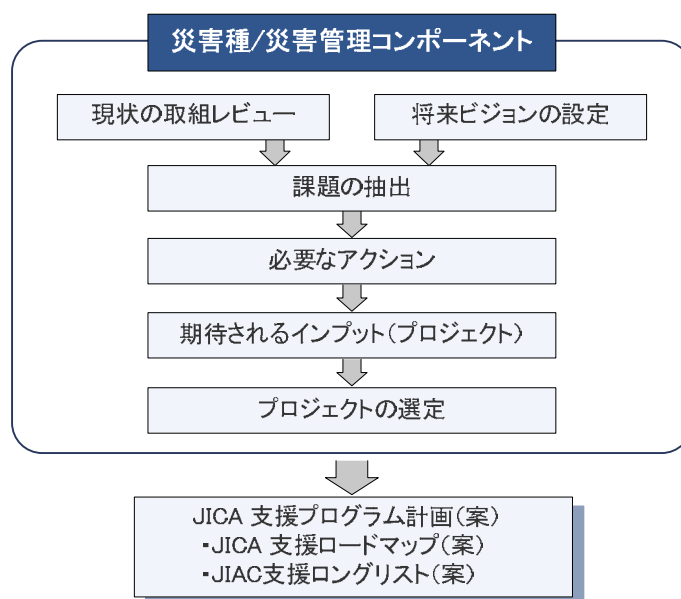 災害種/災害管理コンポーネント
現状の取組レビュー
将来ビジョンの設定
課題の抽出
必要なアクション
期待されるインプット(プロジェクト)
プロジェクトの選定
JICA 支援プログラム計画(案)
・JICA 支援ロードマップ(案)
・JIAC支援ロングリスト(案)